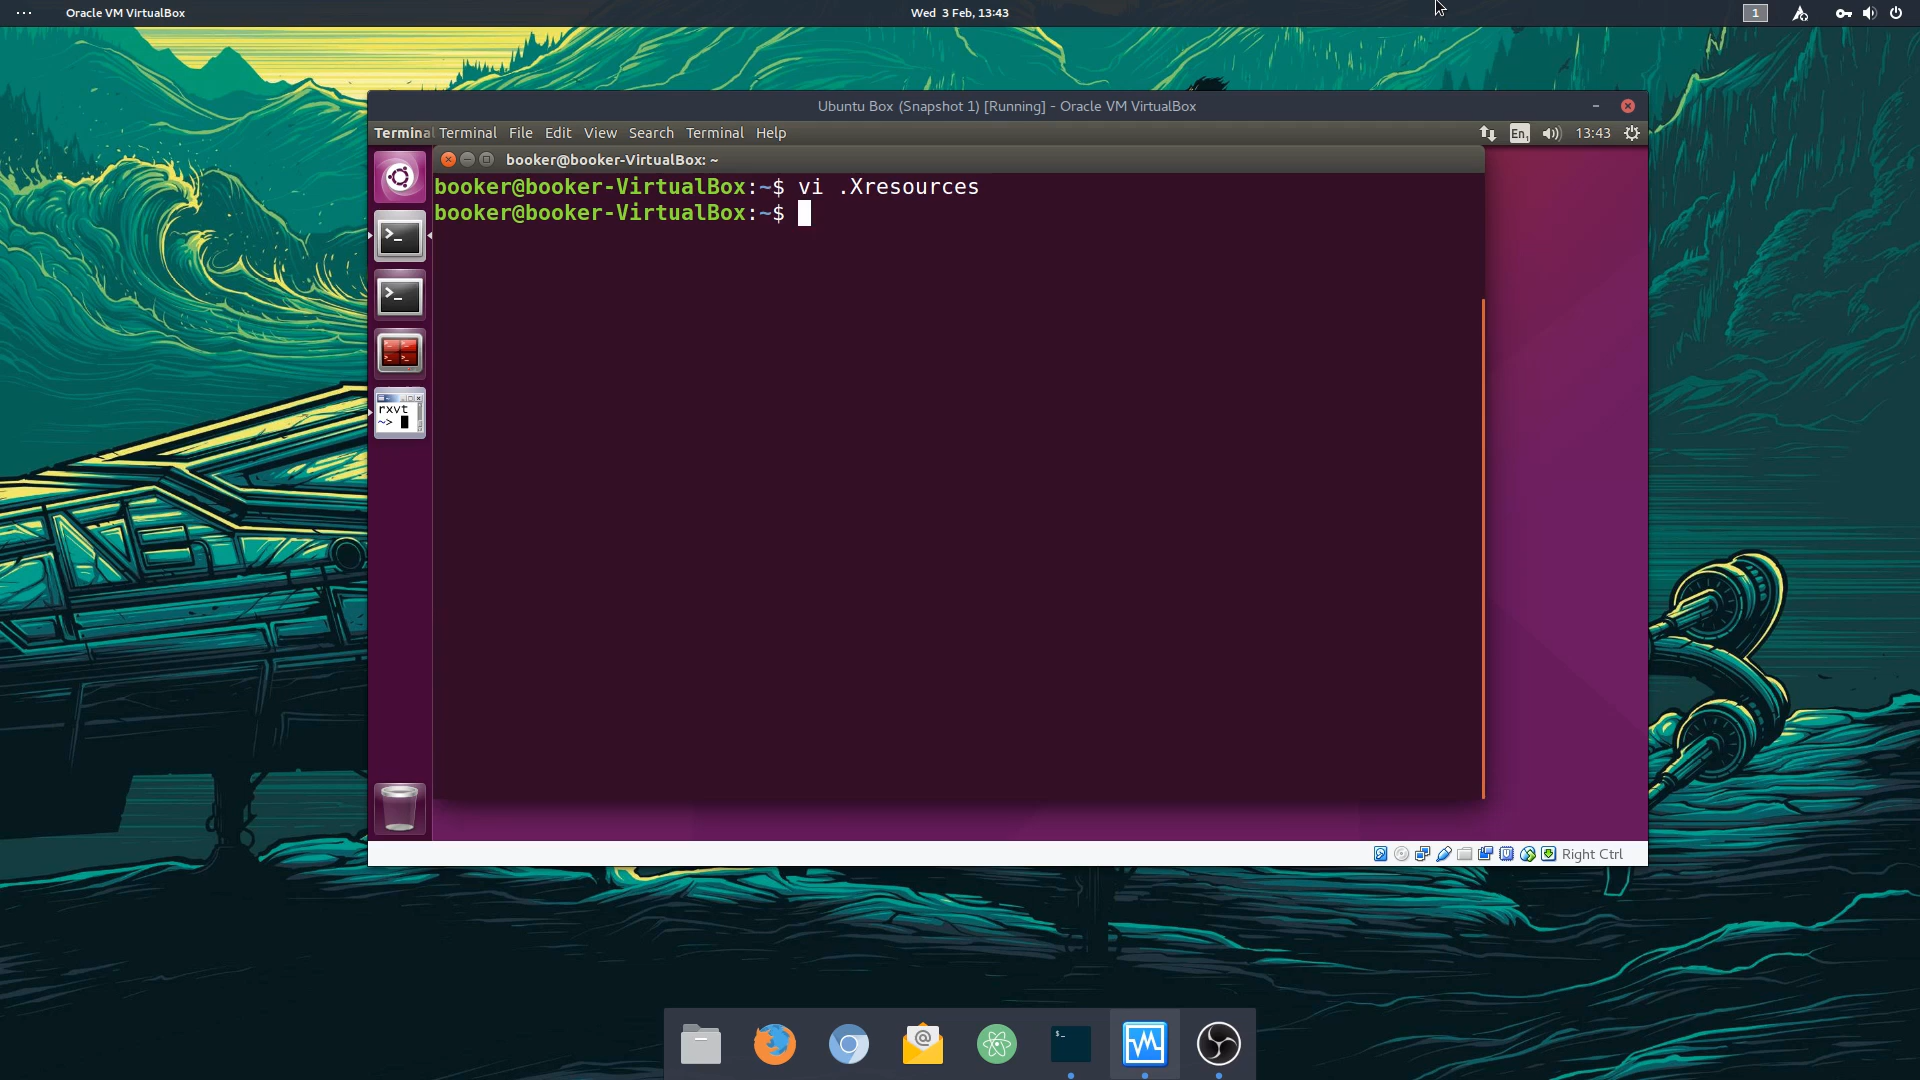 Oracle VM VirtualBox
Wed 3 Feb, 13:43
1
Ubuntu Box (Snapshot 1) [Running] - Oracle VM VirtualBox
Terminal Terminal File Edit View Search Terminal Help
En1 13:43
booker@booker-VirtualBox: ~
booker@booker-VirtualBox:~$ vi .Xresources
booker@booker-VirtualBox:~$
>_
>_
rxvt
~>
Right Ctrl
@
$_